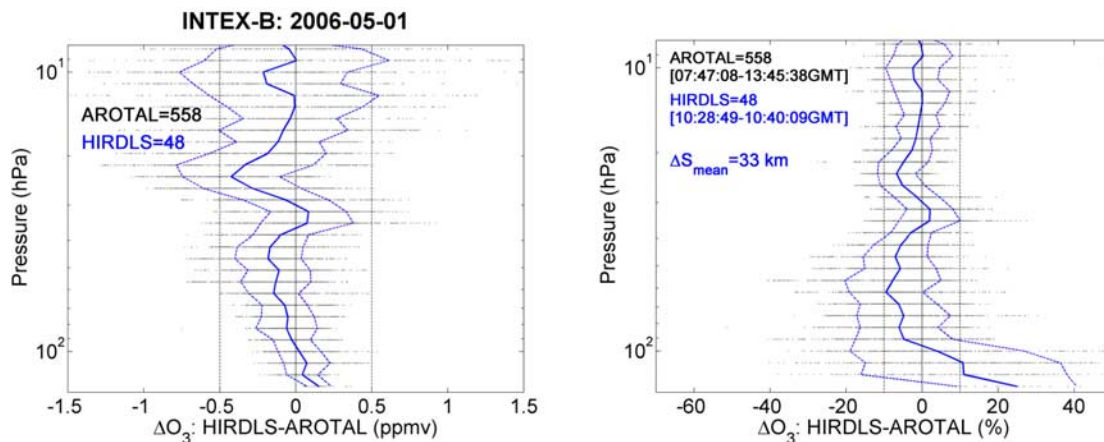 INTEX-B: 2006-05-01
10¹
10²
Pressure (hPa)
AROTAL=558
HIRDLS=48
-1.5
-1
-0.5
0
0.5
1
1.5
ΔO₃: HIRDLS-AROTAL (ppmv)
10¹
10²
Pressure (hPa)
AROTAL=558
[07:47:08-13:45:38GMT]
HIRDLS=48
[10:28:49-10:40:09GMT]
ΔSmean=33 km
-60
-40
-20
0
20
40
ΔO₃: HIRDLS-AROTAL (%)